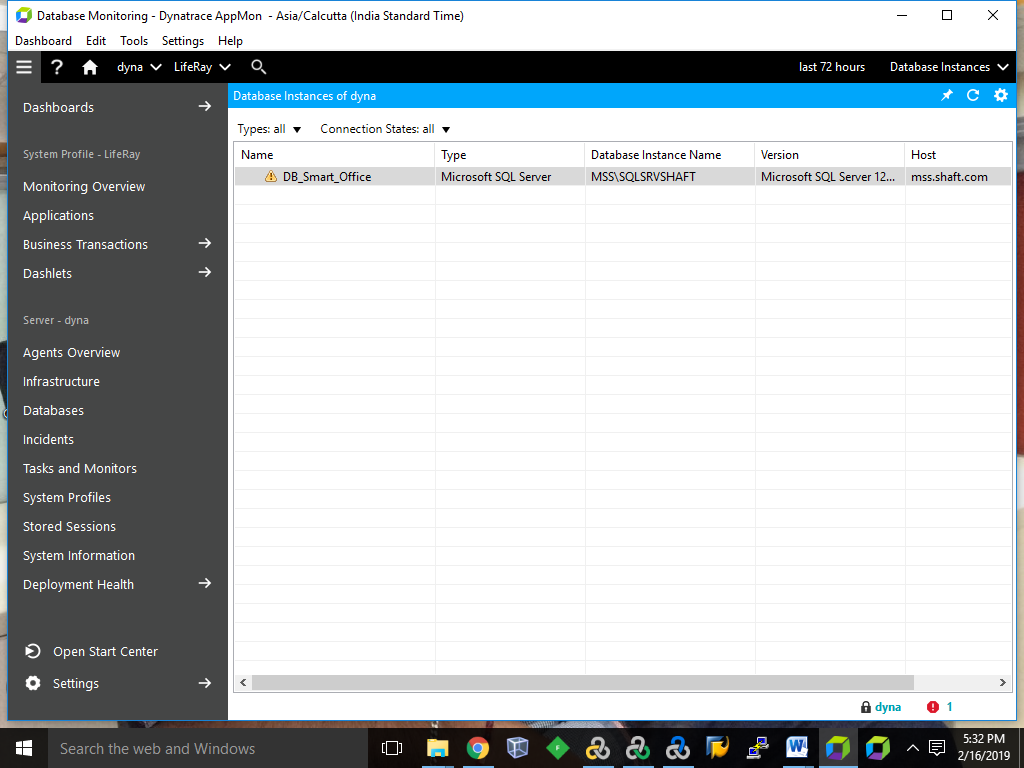 Database Monitoring - Dynatrace AppMon - Asia/Calcutta (India Standard Time)
Dashboard Edit Tools Settings Help
? dyna LifeRay last 72 hours Database Instances
Dashboards
System Profile - LifeRay
Monitoring Overview
Applications
Business Transactions
Dashlets
Server - dyna
Agents Overview
Infrastructure
Databases
Incidents
Tasks and Monitors
System Profiles
Stored Sessions
System Information
Deployment Health
Open Start Center
Settings
Database Instances of dyna
Types: all Connection States: all
Name Type Database Instance Name Version Host
DB_Smart_Office Microsoft SQL Server MSS\SQLSRVSHAFT Microsoft SQL Server 12... mss.shaft.com
dyna 1
Search the web and Windows
5:32 PM
2/16/2019